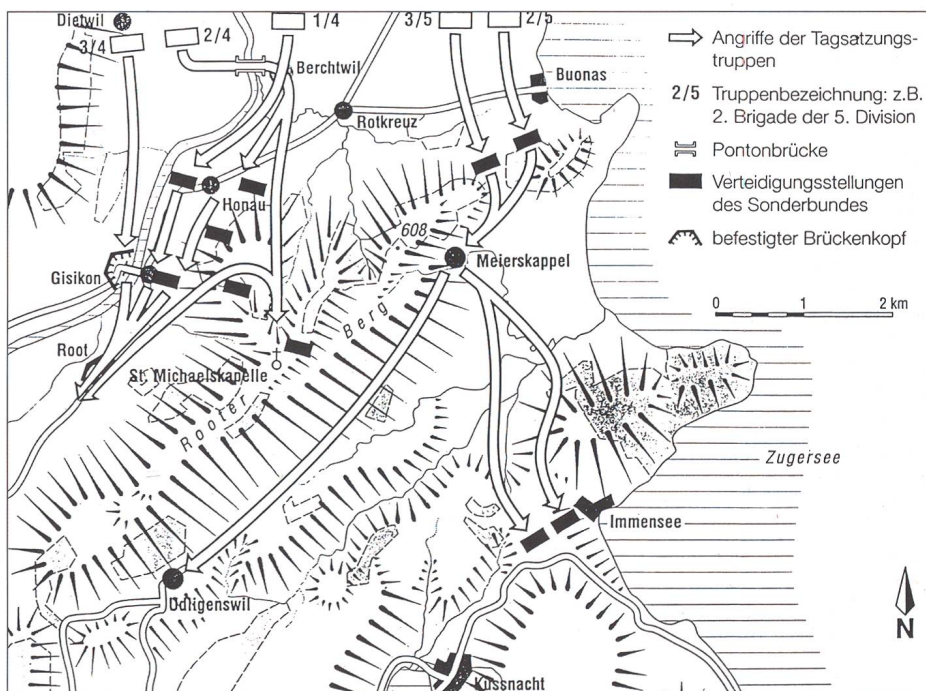 Dietwil
3/4
2/4
1/4
3/5
2/5
Angriffe der Tagsatzungs-
truppen
2/5 Truppenbezeichnung: z.B.
2. Brigade der 5. Division
Pontonbrücke
Verteidigungsstellungen
des Sonderbundes
befestigter Brückenkopf
0 1 2 km
Berchtwil
Buonas
Rotkreuz
Honau
608
Meierskappel
Gisikon
Root
St. Michaelskapelle
Rooter Berg
Zugersee
Immensee
Udligenswil
Küssnacht
N